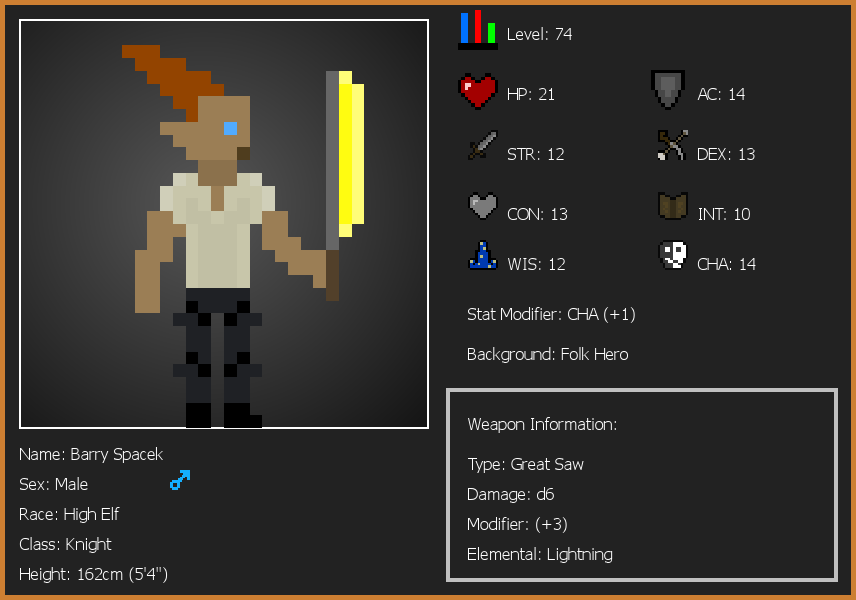 Level: 74
HP: 21
AC: 14
STR: 12
DEX: 13
CON: 13
INT: 10
WIS: 12
CHA: 14
Stat Modifier: CHA (+1)
Background: Folk Hero
Weapon Information:
Type: Great Saw
Damage: d6
Modifier: (+3)
Elemental: Lightning
Name: Barry Spacek
Sex: Male
Race: High Elf
Class: Knight
Height: 162cm (5'4")